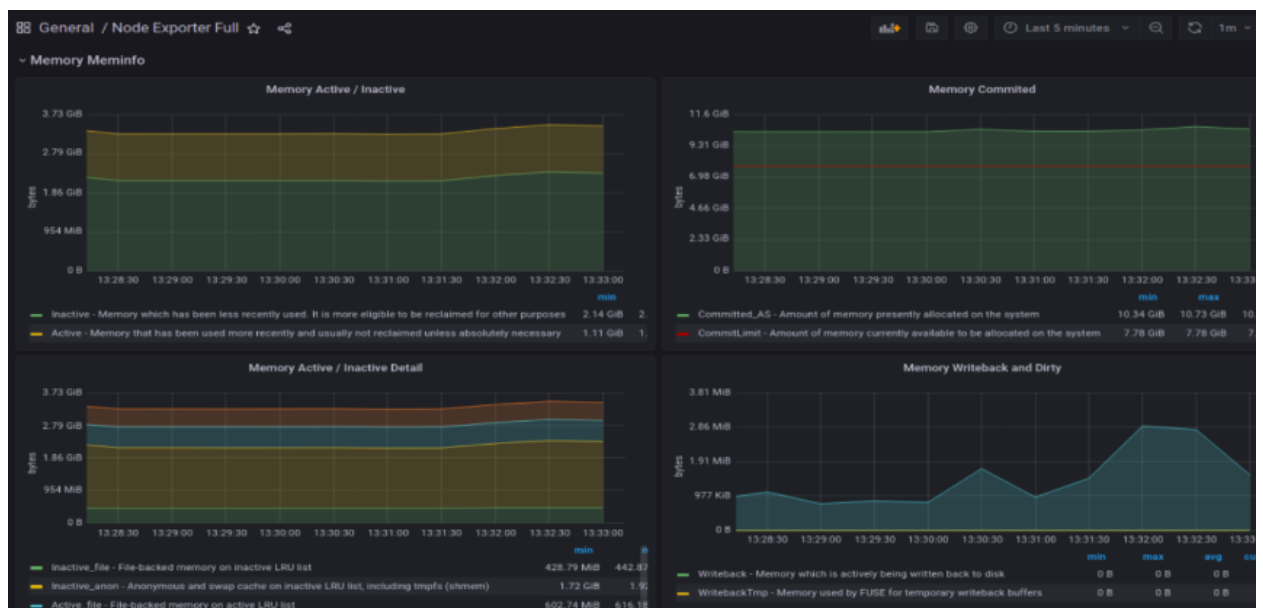 General / Node Exporter Full
Last 5 minutes
1m
Memory Meminfo
Memory Active / Inactive
3.73 GiB
2.79 GiB
1.86 GiB
954 MiB
0 B
bytes
13:28:30 13:29:00 13:29:30 13:30:00 13:30:30 13:31:00 13:31:30 13:32:00 13:32:30 13:33:00
min
Inactive - Memory which has been less recently used. It is more eligible to be reclaimed for other purposes 2.14 GiB 2.
Active - Memory that has been used more recently and usually not reclaimed unless absolutely necessary 1.11 GiB 1.
Memory Commited
11.6 GiB
9.31 GiB
6.98 GiB
4.66 GiB
2.33 GiB
0 B
bytes
13:28:30 13:29:00 13:29:30 13:30:00 13:30:30 13:31:00 13:31:30 13:32:00 13:32:30 13:33
min max
Committed_AS - Amount of memory presently allocated on the system 10.34 GiB 10.73 GiB 10.
CommitLimit - Amount of memory currently available to be allocated on the system 7.78 GiB 7.78 GiB 7.
Memory Active / Inactive Detail
3.73 GiB
2.79 GiB
1.86 GiB
954 MiB
0 B
bytes
13:28:30 13:29:00 13:29:30 13:30:00 13:30:30 13:31:00 13:31:30 13:32:00 13:32:30 13:33:00
min
Inactive_file - File-backed memory on inactive LRU list 428.79 MiB 442.87
Inactive_anon - Anonymous and swap cache on inactive LRU list, including tmpfs (shmem) 1.72 GiB 1.92
Active_file - File-backed memory on active LRU list 602.74 MiB 616.18
Memory Writeback and Dirty
3.81 MiB
2.86 MiB
1.91 MiB
977 KiB
0 B
bytes
13:28:30 13:29:00 13:29:30 13:30:00 13:30:30 13:31:00 13:31:30 13:32:00 13:32:30 13:33
min max avg cu
Writeback - Memory which is actively being written back to disk 0 B 0 B 0 B
WritebackTmp - Memory used by FUSE for temporary writeback buffers 0 B 0 B 0 B